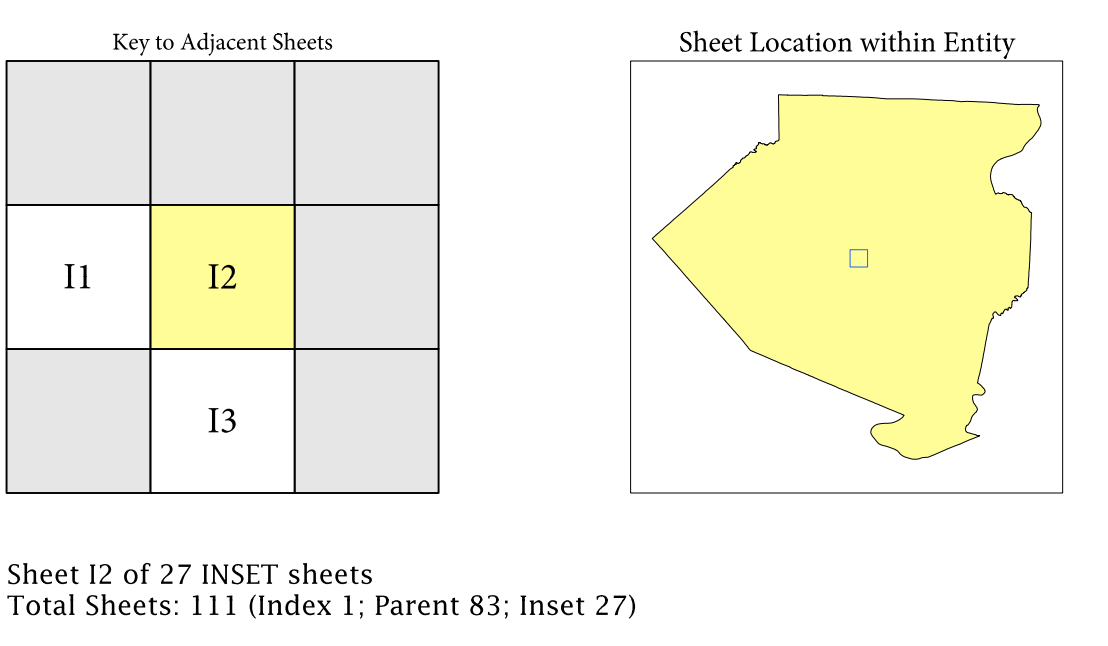 Key to Adjacent Sheets
Sheet Location within Entity
I1
I2
I3
Sheet I2 of 27 INSET sheets
Total Sheets: 111 (Index 1; Parent 83; Inset 27)